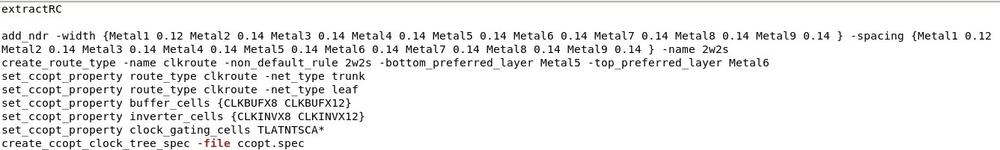 extractRC
add_ndr -width {Metal1 0.12 Metal2 0.14 Metal3 0.14 Metal4 0.14 Metal5 0.14 Metal6 0.14 Metal7 0.14 Metal8 0.14 Metal9 0.14 } -spacing {Metal1 0.12
Metal2 0.14 Metal3 0.14 Metal4 0.14 Metal5 0.14 Metal6 0.14 Metal7 0.14 Metal8 0.14 Metal9 0.14 } -name 2w2s
create_route_type -name clkroute -non_default_rule 2w2s -bottom_preferred_layer Metal5 -top_preferred_layer Metal6
set_ccopt_property route_type clkroute -net_type trunk
set_ccopt_property route_type clkroute -net_type leaf
set_ccopt_property buffer_cells {CLKBUFX8 CLKBUFX12}
set_ccopt_property inverter_cells {CLKINVX8 CLKINVX12}
set_ccopt_property clock_gating_cells TLATNTSCA*
create_ccopt_clock_tree_spec -file ccopt.spec